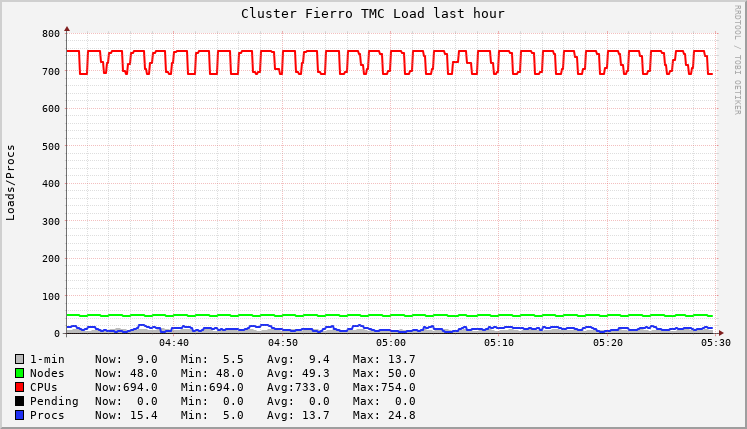 Cluster Fierro TMC Load last hour
RRDTOOL / TOBI OETIKER
Loads/Procs
800
700
600
500
400
300
200
100
0
04:40 04:50 05:00 05:10 05:20 05:30
1-min Now: 9.0 Min: 5.5 Avg: 9.4 Max: 13.7
Nodes Now: 48.0 Min: 48.0 Avg: 49.3 Max: 50.0
CPUs Now:694.0 Min:694.0 Avg:733.0 Max:754.0
Pending Now: 0.0 Min: 0.0 Avg: 0.0 Max: 0.0
Procs Now: 15.4 Min: 5.0 Avg: 13.7 Max: 24.8